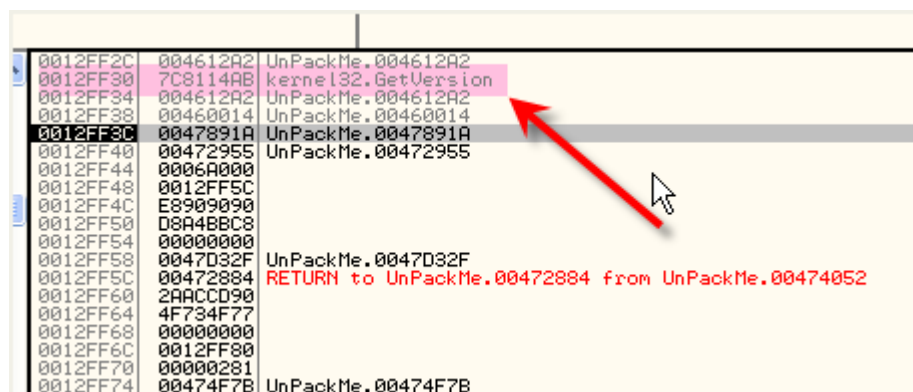 0012FF2C 004612A2 UnPackMe.004612A2
0012FF30 7C8114AB kernel32.GetVersion
0012FF34 004612A2 UnPackMe.004612A2
0012FF38 00460014 UnPackMe.00460014
0012FF3C 0047891A UnPackMe.0047891A
0012FF40 00472955 UnPackMe.00472955
0012FF44 0006A000
0012FF48 0012FF5C
0012FF4C E8909090
0012FF50 D8A4BBC8
0012FF54 00000000
0012FF58 0047D32F UnPackMe.0047D32F
0012FF5C 00472884 RETURN to UnPackMe.00472884 from UnPackMe.00474052
0012FF60 2AACCD90
0012FF64 4F734F77
0012FF68 00000000
0012FF6C 0012FF80
0012FF70 00000281
0012FF74 00474F7B UnPackMe.00474F7B